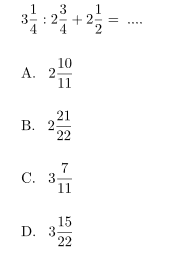 3 1/4 : 2 3/4 + 2 1/2 = ....
A. 2 10/11
B. 2 21/22
C. 3 7/11
D. 3 15/22